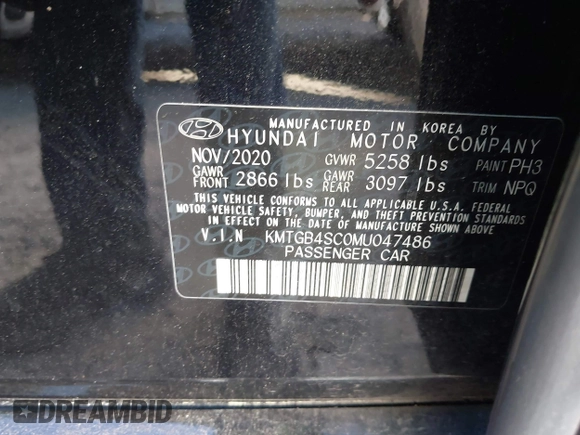 MANUFACTURED IN KOREA BY
HYUNDAI MOTOR COMPANY
NOV/2020 GVWR 5258 lbs PAINT PH3
GAWR FRONT 2866 lbs GAWR REAR 3097 lbs TRIM NPQ
THIS VEHICLE CONFORMS TO ALL APPLICABLE U.S.A. FEDERAL
MOTOR VEHICLE SAFETY, BUMPER, AND THEFT PREVENTION STANDARDS
IN EFFECT ON THE DATE OF MANUFACTURE SHOWN ABOVE.
V.I.N KMTGB4SC0MU047486
PASSENGER CAR
DREAMBID